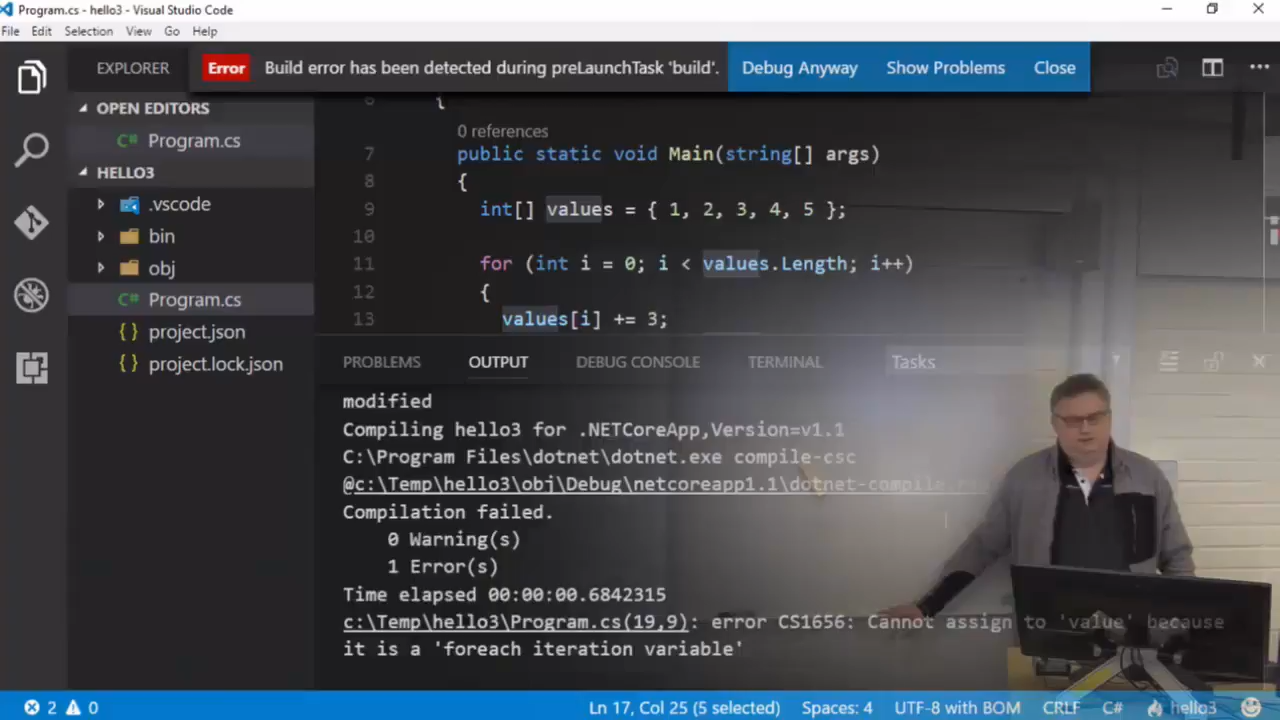 Program.cs - hello3 - Visual Studio Code
File Edit Selection View Go Help
EXPLORER
Error Build error has been detected during preLaunchTask 'build'. Debug Anyway Show Problems Close
OPEN EDITORS
C# Program.cs
HELLO3
.vscode
bin
obj
C# Program.cs
{} project.json
{} project.lock.json
{
0 references
7 public static void Main(string[] args)
8 {
9 int[] values = { 1, 2, 3, 4, 5 };
10
11 for (int i = 0; i < values.Length; i++)
12 {
13 values[i] += 3;
PROBLEMS OUTPUT DEBUG CONSOLE TERMINAL Tasks
modified
Compiling hello3 for .NETCoreApp,Version=v1.1
C:\Program Files\dotnet\dotnet.exe compile-csc
@c:\Temp\hello3\obj\Debug\netcoreapp1.1\dotnet-compile.
Compilation failed.
0 Warning(s)
1 Error(s)
Time elapsed 00:00:00.6842315
c:\Temp\hello3\Program.cs(19,9): error CS1656: Cannot assign to 'value' because
it is a 'foreach iteration variable'
2 0 Ln 17, Col 25 (5 selected) Spaces: 4 UTF-8 with BOM CRLF C# hello3